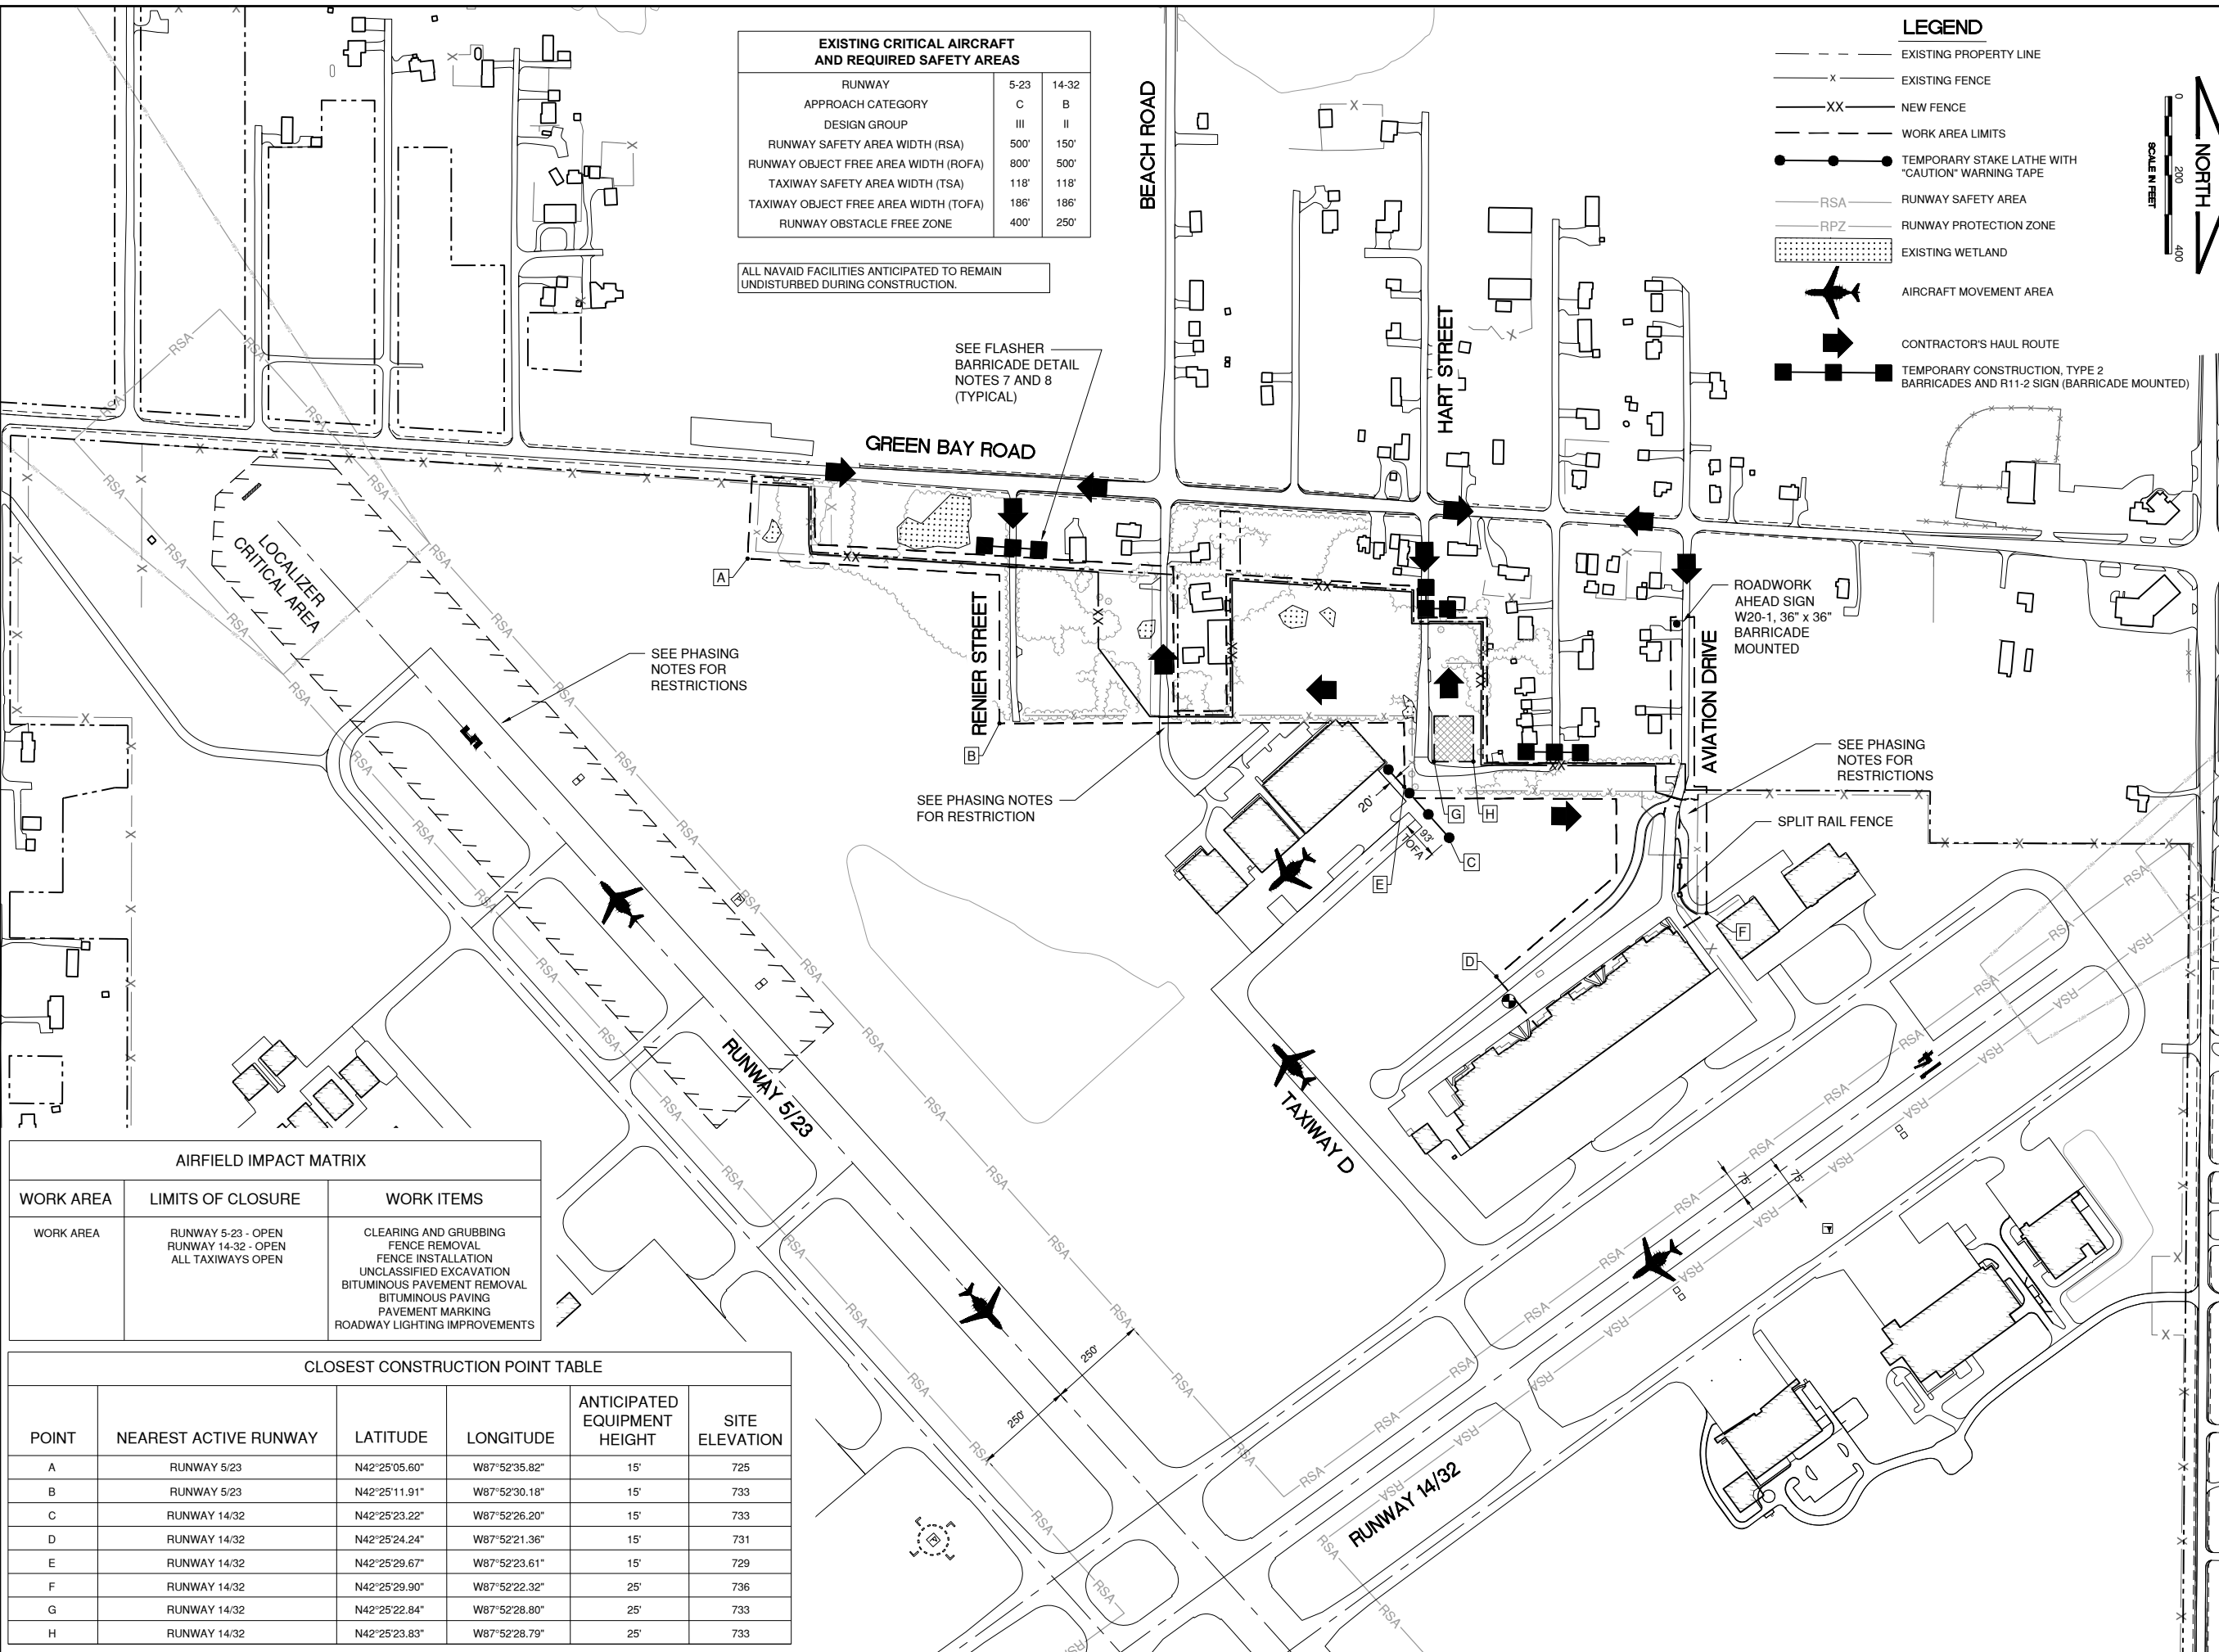 EXISTING CRITICAL AIRCRAFT
AND REQUIRED SAFETY AREAS
RUNWAY 5-23 14-32
APPROACH CATEGORY C B
DESIGN GROUP III II
RUNWAY SAFETY AREA WIDTH (RSA) 500' 150'
RUNWAY OBJECT FREE AREA WIDTH (ROFA) 800' 500'
TAXIWAY SAFETY AREA WIDTH (TSA) 118' 118'
TAXIWAY OBJECT FREE AREA WIDTH (TOFA) 186' 186'
RUNWAY OBSTACLE FREE ZONE 400' 250'
ALL NAVAID FACILITIES ANTICIPATED TO REMAIN
UNDISTURBED DURING CONSTRUCTION.
LEGEND
EXISTING PROPERTY LINE
X
EXISTING FENCE
XX
NEW FENCE
WORK AREA LIMITS
TEMPORARY STAKE LATHE WITH
"CAUTION" WARNING TAPE
RSA
RUNWAY SAFETY AREA
RPZ
RUNWAY PROTECTION ZONE
EXISTING WETLAND
AIRCRAFT MOVEMENT AREA
CONTRACTOR'S HAUL ROUTE
TEMPORARY CONSTRUCTION, TYPE 2
BARRICADES AND R11-2 SIGN (BARRICADE MOUNTED)
0 200 400
SCALE IN FEET
NORTH
BEACH ROAD
HART STREET
SEE FLASHER
BARRICADE DETAIL
NOTES 7 AND 8
(TYPICAL)
GREEN BAY ROAD
LOCALIZER
CRITICAL AREA
A
RENIER STREET
B
SEE PHASING
NOTES FOR
RESTRICTIONS
SEE PHASING NOTES
FOR RESTRICTION
ROADWORK
AHEAD SIGN
W20-1, 36" x 36"
BARRICADE
MOUNTED
AVIATION DRIVE
SEE PHASING
NOTES FOR
RESTRICTIONS
SPLIT RAIL FENCE
20'
93'
TOFA
G
H
C
E
F
D
5
14
RUNWAY 5/23
TAXIWAY D
75'
75'
250'
250'
RUNWAY 14/32
AIRFIELD IMPACT MATRIX
WORK AREA LIMITS OF CLOSURE WORK ITEMS
WORK AREA RUNWAY 5-23 - OPEN CLEARING AND GRUBBING
RUNWAY 14-32 - OPEN FENCE REMOVAL
ALL TAXIWAYS OPEN FENCE INSTALLATION
UNCLASSIFIED EXCAVATION
BITUMINOUS PAVEMENT REMOVAL
BITUMINOUS PAVING
PAVEMENT MARKING
ROADWAY LIGHTING IMPROVEMENTS
CLOSEST CONSTRUCTION POINT TABLE
POINT NEAREST ACTIVE RUNWAY LATITUDE LONGITUDE ANTICIPATED EQUIPMENT HEIGHT SITE ELEVATION
A RUNWAY 5/23 N42°25'05.60" W87°52'35.82" 15' 725
B RUNWAY 5/23 N42°25'11.91" W87°52'30.18" 15' 733
C RUNWAY 14/32 N42°25'23.22" W87°52'26.20" 15' 733
D RUNWAY 14/32 N42°25'24.24" W87°52'21.36" 15' 731
E RUNWAY 14/32 N42°25'29.67" W87°52'23.61" 15' 729
F RUNWAY 14/32 N42°25'29.90" W87°52'22.32" 25' 736
G RUNWAY 14/32 N42°25'22.84" W87°52'28.80" 25' 733
H RUNWAY 14/32 N42°25'23.83" W87°52'28.79" 25' 733